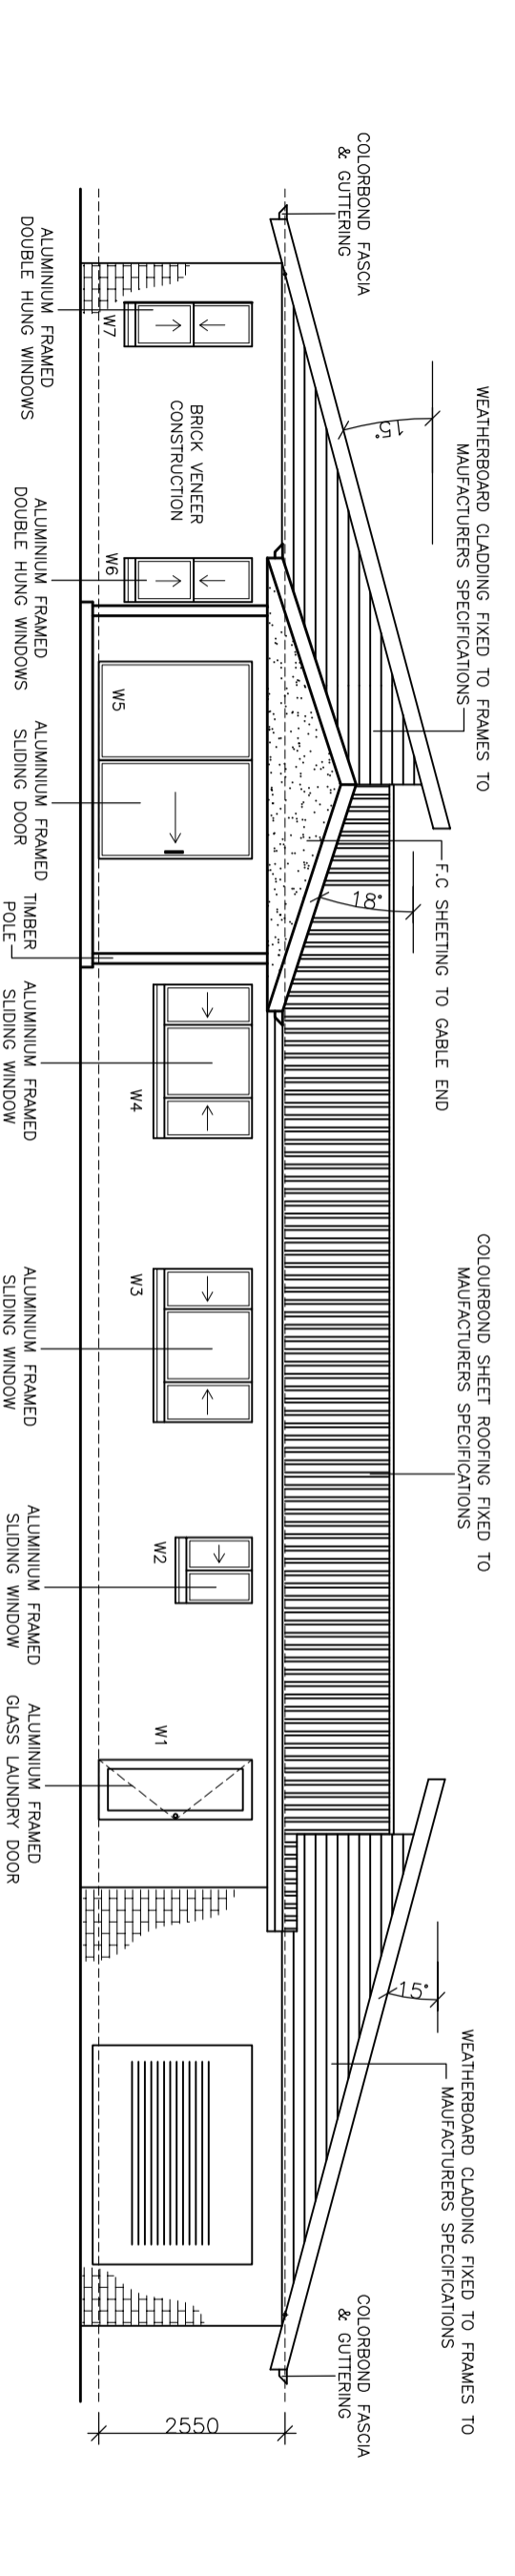 COLORBOND FASCIA
& GUTTERING
WEATHERBOARD CLADDING FIXED TO FRAMES TO
MAUFACTURERS SPECIFICATIONS
15°
F.C SHEETING TO GABLE END
18°
COLOURBOND SHEET ROOFING FIXED TO
MAUFACTURERS SPECIFICATIONS
15°
WEATHERBOARD CLADDING FIXED TO FRAMES TO
MAUFACTURERS SPECIFICATIONS
COLORBOND FASCIA
& GUTTERING
2550
BRICK VENEER
CONSTRUCTION
W7
W6
W5
W4
W3
W2
W1
ALUMINIUM FRAMED
DOUBLE HUNG WINDOWS
ALUMINIUM FRAMED
DOUBLE HUNG WINDOWS
ALUMINIUM FRAMED
SLIDING DOOR
TIMBER
POLE
ALUMINIUM FRAMED
SLIDING WINDOW
ALUMINIUM FRAMED
SLIDING WINDOW
ALUMINIUM FRAMED
SLIDING WINDOW
ALUMINIUM FRAMED
GLASS LAUNDRY DOOR